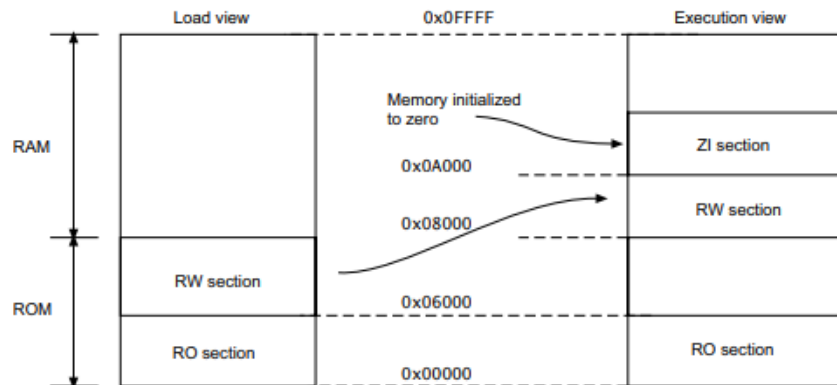 Load view
0x0FFFF
Execution view
Memory initialized
to zero
RAM
ZI section
0x0A000
RW section
0x08000
RW section
0x06000
ROM
RO section
RO section
0x00000